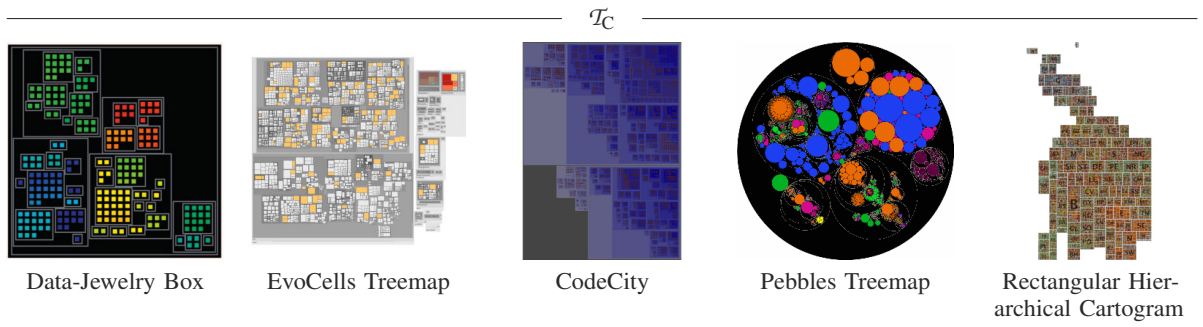 𝒯C
Data-Jewelry Box
EvoCells Treemap
CodeCity
Pebbles Treemap
Rectangular Hier-
archical Cartogram